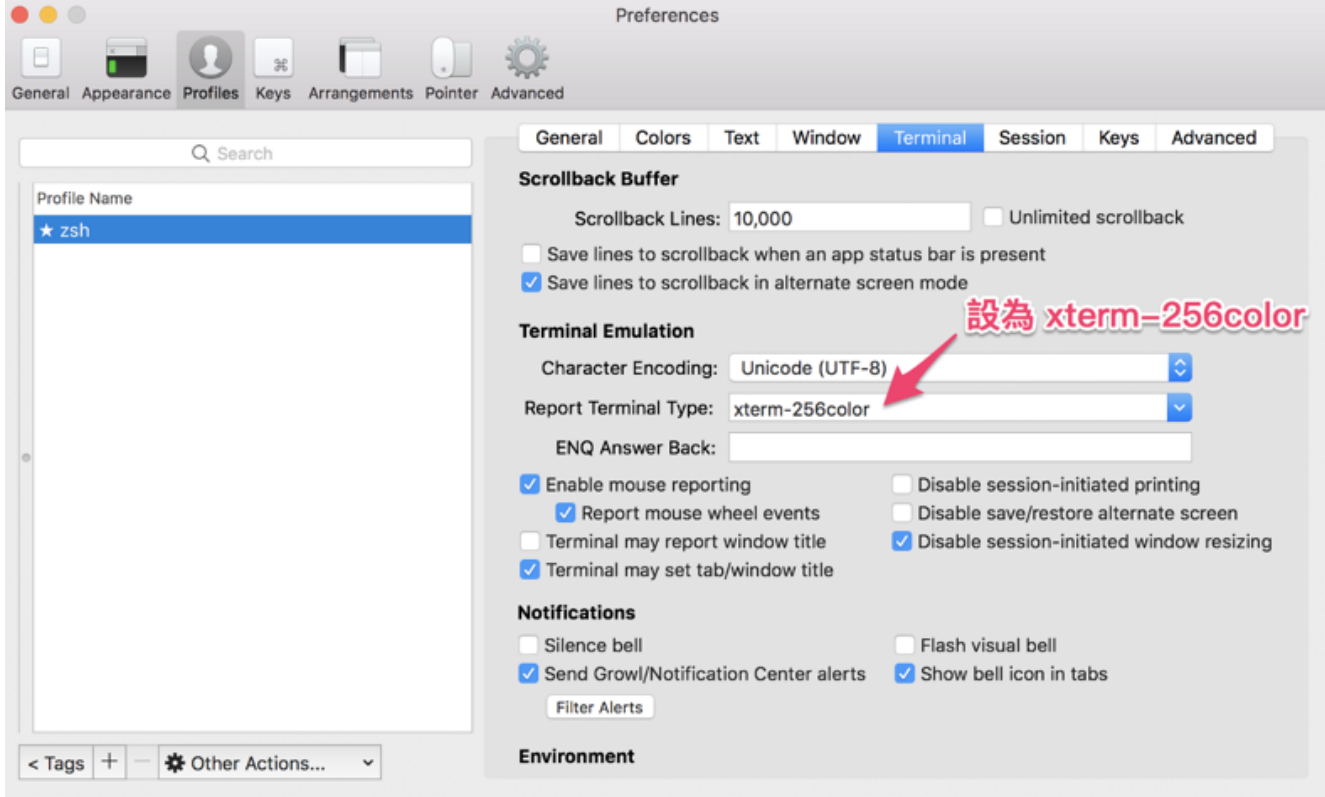 Preferences
General Appearance Profiles Keys Arrangements Pointer Advanced
General Colors Text Window Terminal Session Keys Advanced
Search
Profile Name
★ zsh
Scrollback Buffer
Scrollback Lines: 10,000 Unlimited scrollback
Save lines to scrollback when an app status bar is present
Save lines to scrollback in alternate screen mode
設為 xterm-256color
Terminal Emulation
Character Encoding: Unicode (UTF-8)
Report Terminal Type: xterm-256color
ENQ Answer Back:
Enable mouse reporting Disable session-initiated printing
Report mouse wheel events Disable save/restore alternate screen
Terminal may report window title Disable session-initiated window resizing
Terminal may set tab/window title
Notifications
Silence bell Flash visual bell
Send Growl/Notification Center alerts Show bell icon in tabs
Filter Alerts
Environment
< Tags + − Other Actions...